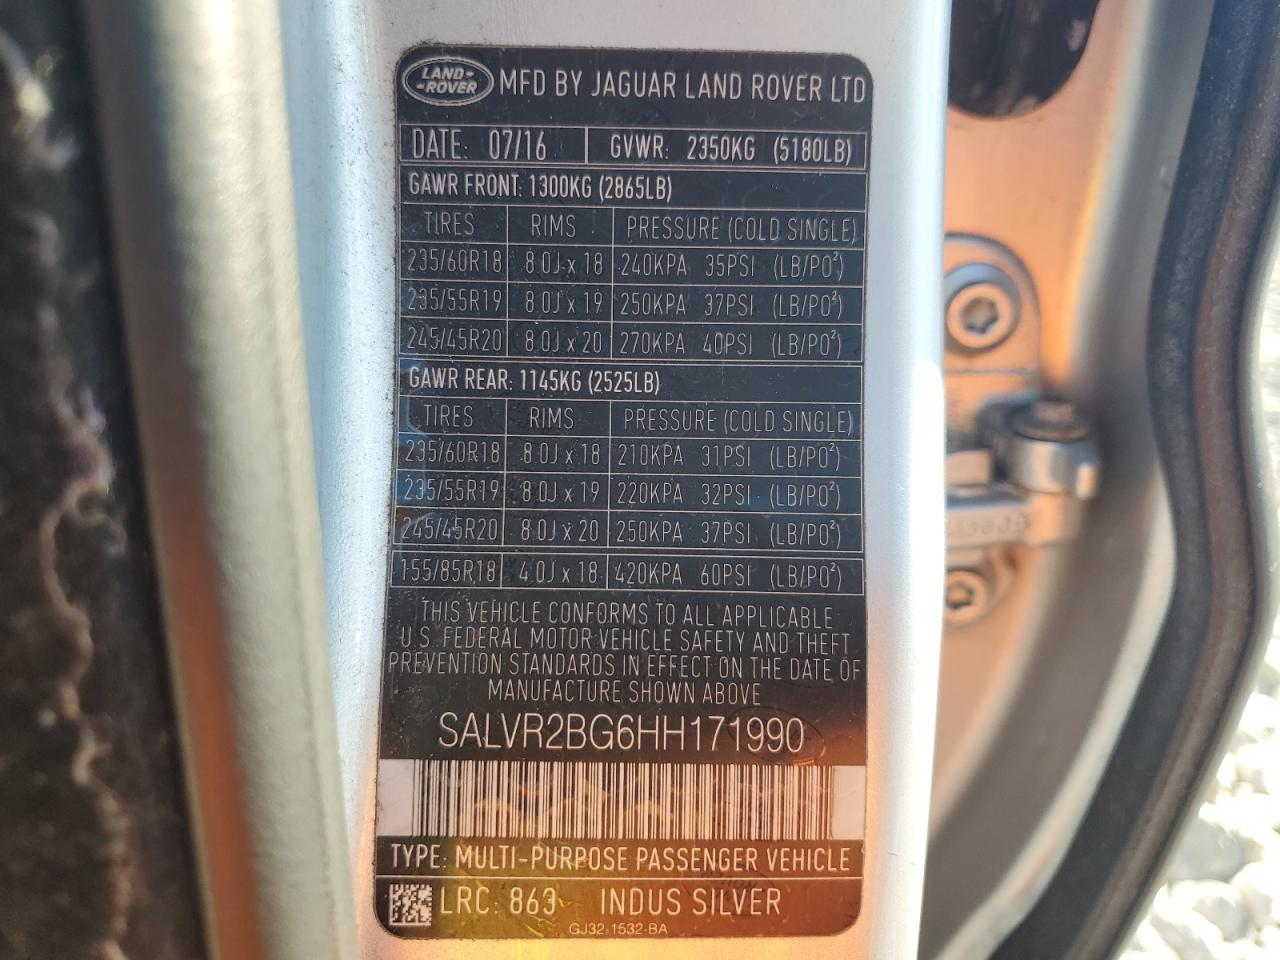 LAND ROVER MFD BY JAGUAR LAND ROVER LTD
DATE: 07/16 GVWR: 2350KG (5180LB)
GAWR FRONT: 1300KG (2865LB)
TIRES RIMS PRESSURE (COLD SINGLE)
235/60R18 8.0J x 18 240KPA 35PSI (LB/PO²)
235/55R19 8.0J x 19 250KPA 37PSI (LB/PO²)
245/45R20 8.0J x 20 270KPA 40PSI (LB/PO²)
GAWR REAR: 1145KG (2525LB)
TIRES RIMS PRESSURE (COLD SINGLE)
235/60R18 8.0J x 18 210KPA 31PSI (LB/PO²)
235/55R19 8.0J x 19 220KPA 32PSI (LB/PO²)
245/45R20 8.0J x 20 250KPA 37PSI (LB/PO²)
155/85R18 4.0J x 18 420KPA 60PSI (LB/PO²)
THIS VEHICLE CONFORMS TO ALL APPLICABLE
U.S. FEDERAL MOTOR VEHICLE SAFETY AND THEFT
PREVENTION STANDARDS IN EFFECT ON THE DATE OF
MANUFACTURE SHOWN ABOVE
SALVR2BG6HH171990
TYPE: MULTI-PURPOSE PASSENGER VEHICLE
LRC: 863 INDUS SILVER
GJ32-1532-BA